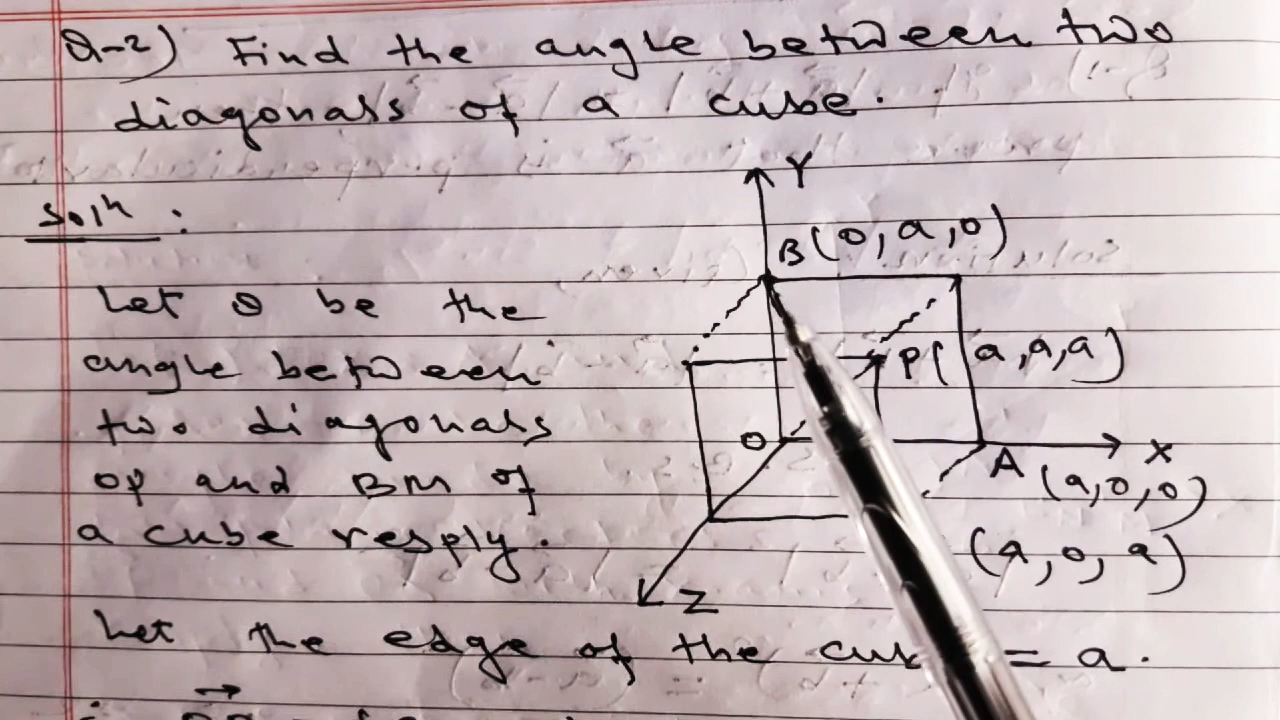 Q-2) Find the angle between two
diagonals of a cube.
Soln :
Y
B(0,a,0)
Let θ be the
angle between
P(a,a,a)
two diagonals
O
X
A
OP and BM of
(a,0,0)
a cube resply.
(a,0,a)
Z
Let the edge of the = a.